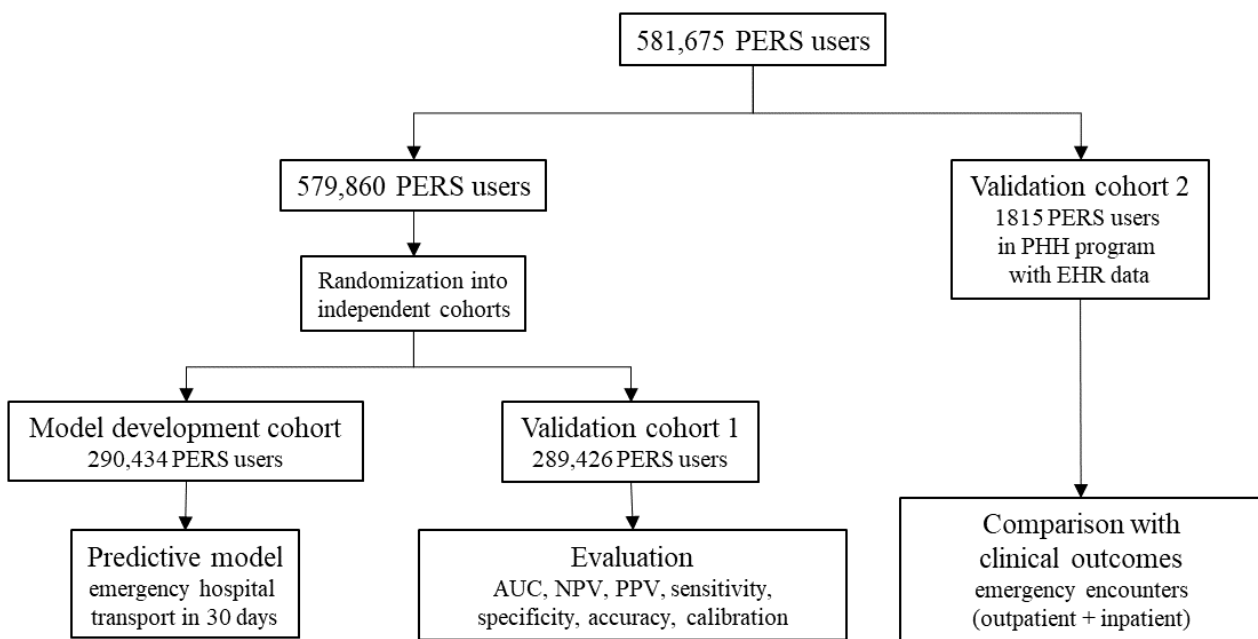 581,675 PERS users
579,860 PERS users
Validation cohort 2
1815 PERS users
in PHH program
with EHR data
Randomization into
independent cohorts
Model development cohort
290,434 PERS users
Validation cohort 1
289,426 PERS users
Predictive model
emergency hospital
transport in 30 days
Evaluation
AUC, NPV, PPV, sensitivity,
specificity, accuracy, calibration
Comparison with
clinical outcomes
emergency encounters
(outpatient + inpatient)